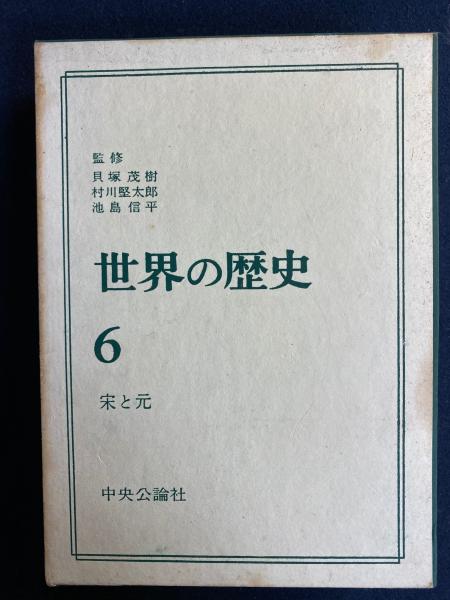 監修
貝塚茂樹
村川堅太郎
池島信平
世界の歴史
6
宋と元
中央公論社